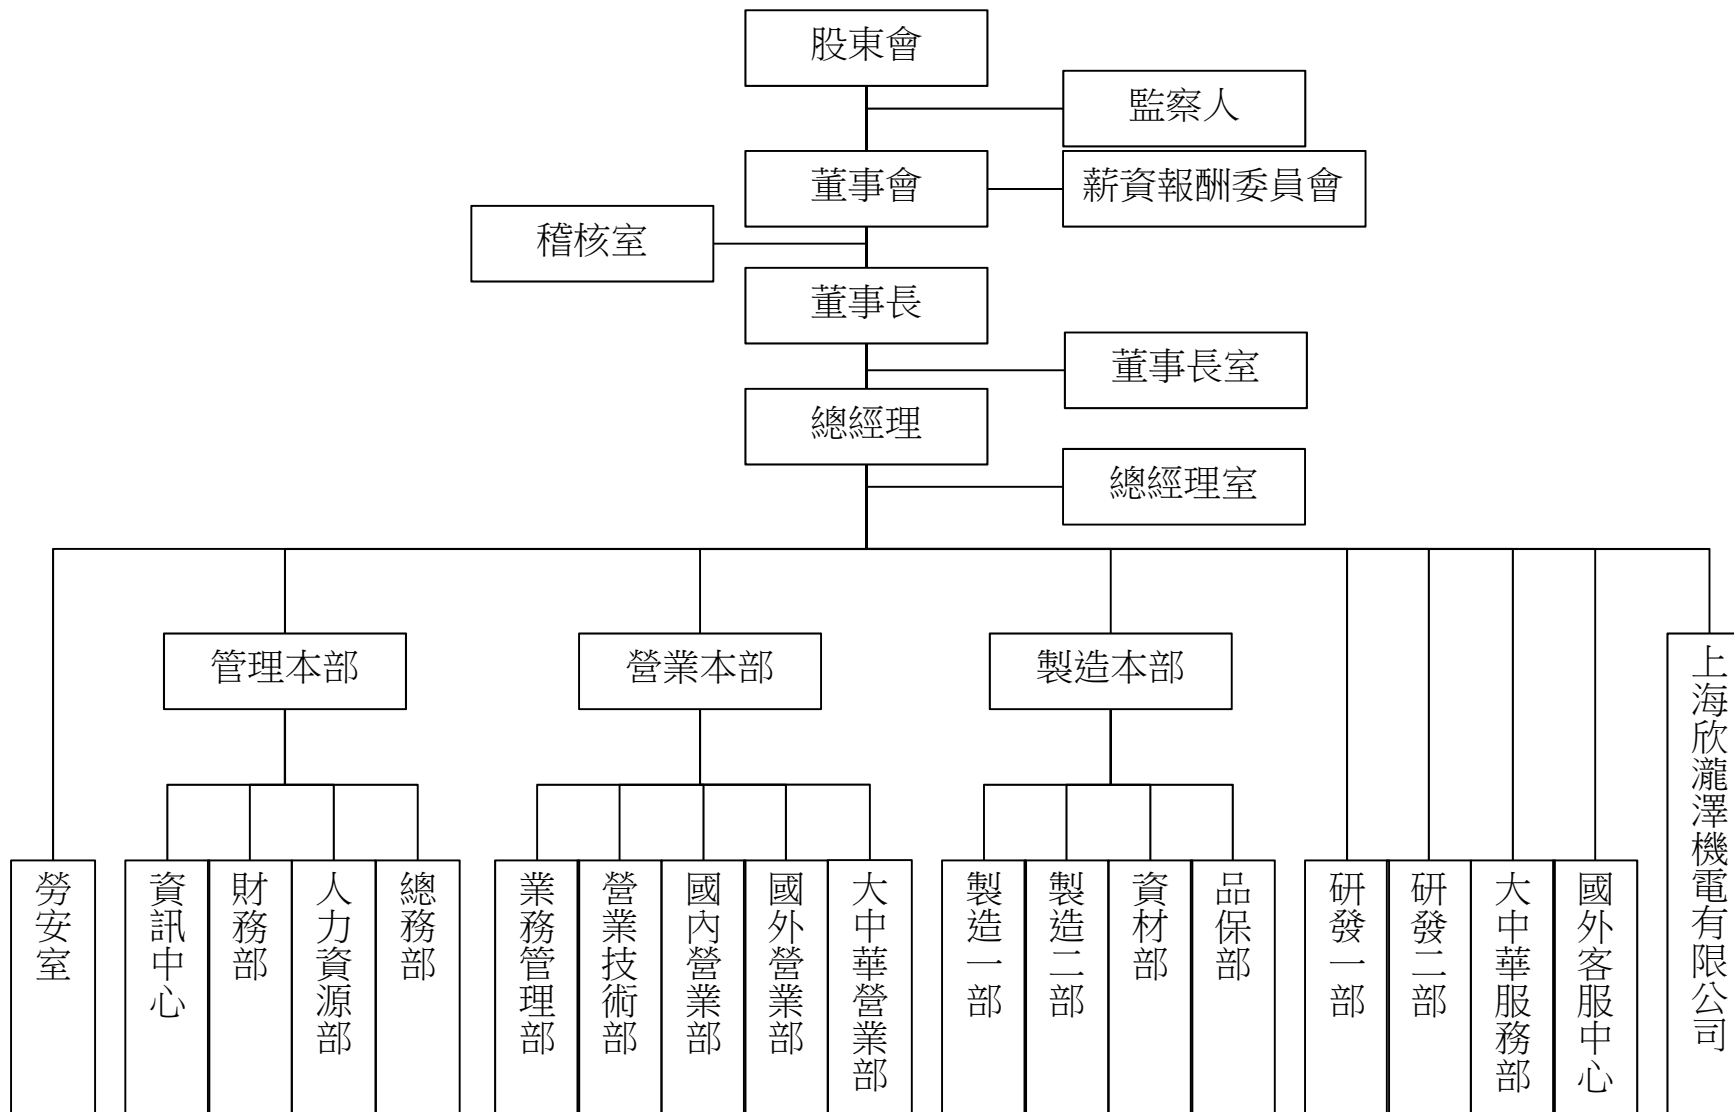 股東會
監察人
董事會
薪資報酬委員會
稽核室
董事長
董事長室
總經理
總經理室
管理本部
營業本部
製造本部
勞安室
資訊中心
財務部
人力資源部
總務部
業務管理部
營業技術部
國內營業部
國外營業部
大中華營業部
製造一部
製造二部
資材部
品保部
研發一部
研發二部
大中華服務部
國外客服中心
上海欣瀧澤機電有限公司